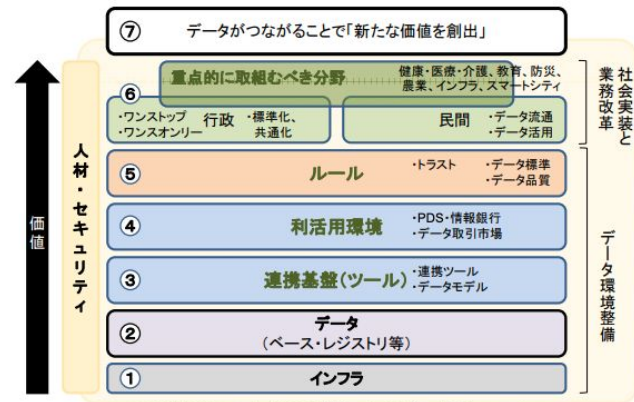 ⑦ データがつながることで「新たな価値を創出」
⑥
重点的に取組むべき分野
健康・医療・介護、教育、防災、
農業、インフラ、スマートシティ
・ワンストップ
・ワンスオンリー
行政
・標準化、
共通化
民間
・データ流通
・データ活用
⑤ ルール
・トラスト
・データ標準
・データ品質
④ 利活用環境
・PDS・情報銀行
・データ取引市場
③ 連携基盤(ツール)
・連携ツール
・データモデル
② データ
(ベース・レジストリ等)
① インフラ
価値
人材・セキュリティ
社会実装と
業務改革
データ環境整備